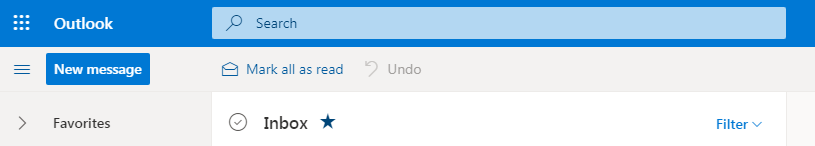 Outlook Search
New message Mark all as read Undo
Favorites Inbox Filter